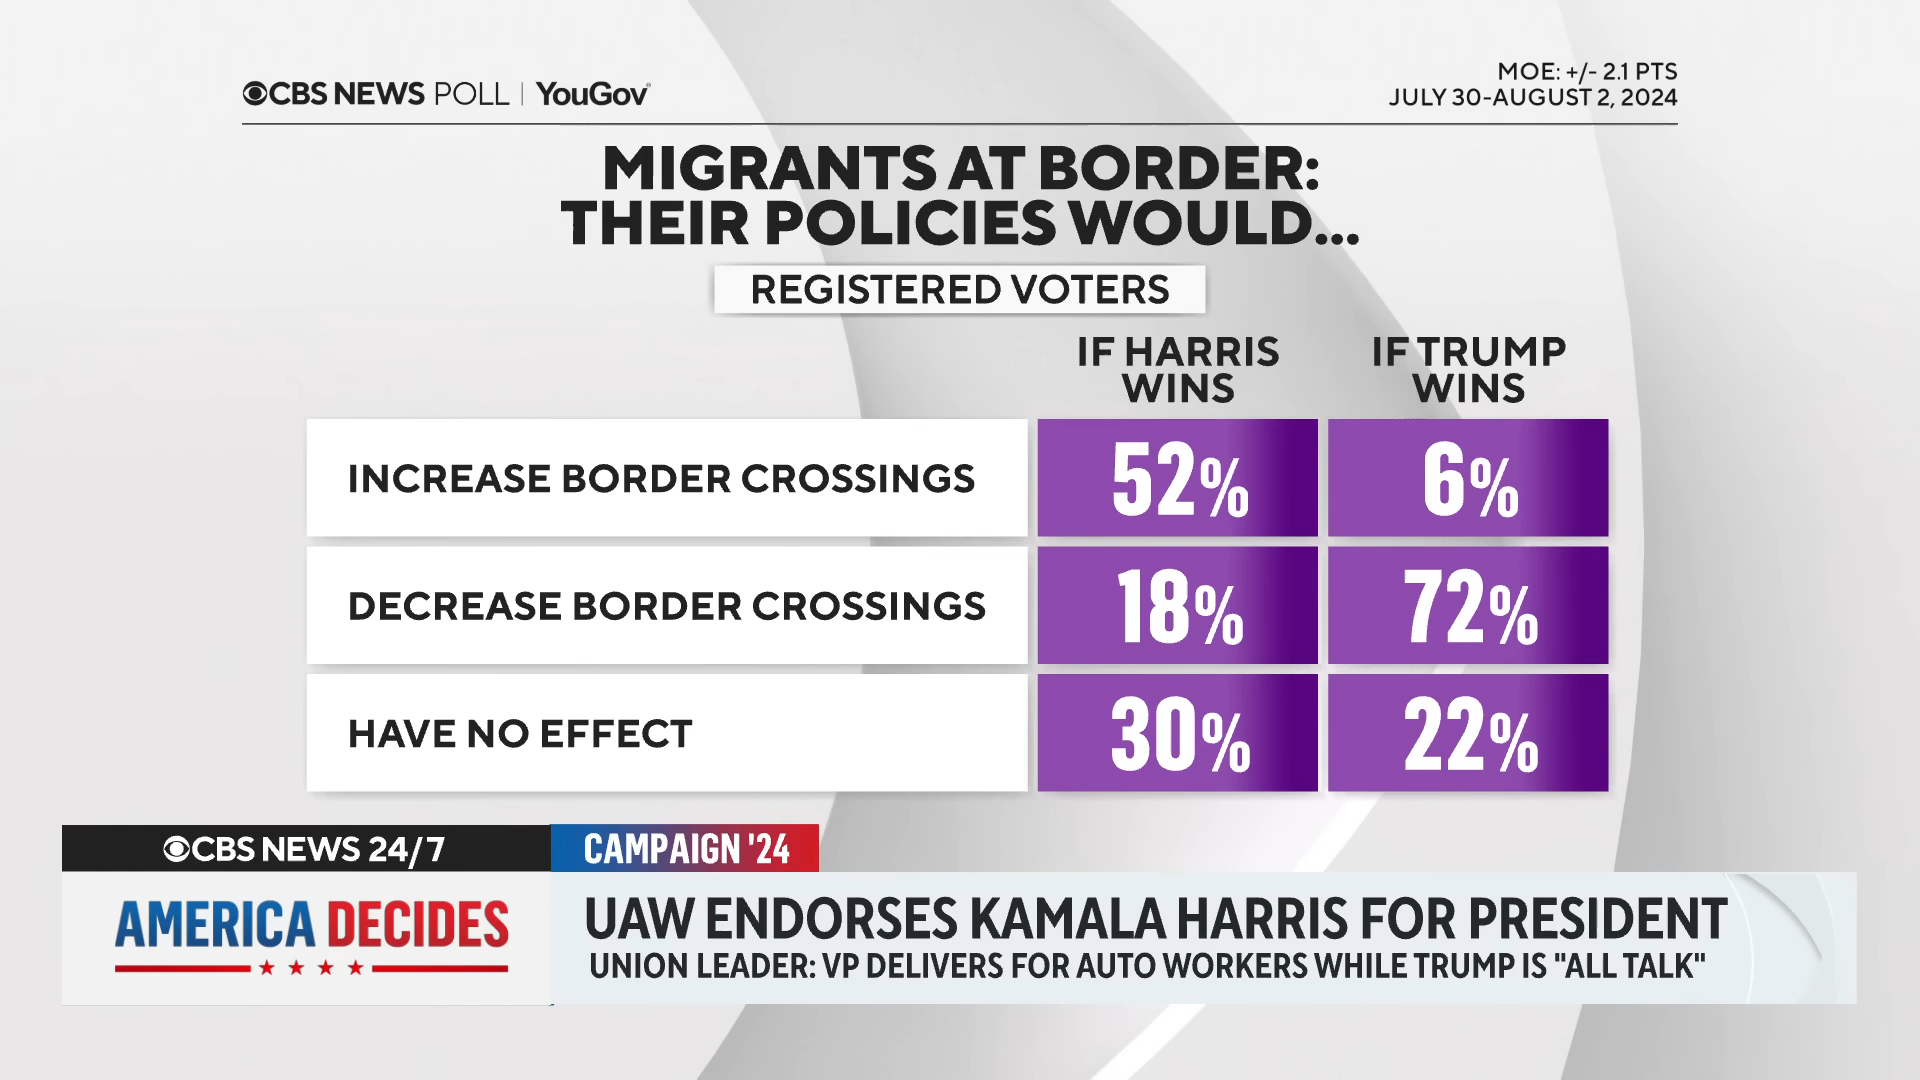 CBS NEWS POLL | YouGov
MOE: +/- 2.1 PTS
JULY 30-AUGUST 2, 2024
MIGRANTS AT BORDER:
THEIR POLICIES WOULD...
REGISTERED VOTERS
IF HARRIS
WINS
IF TRUMP
WINS
INCREASE BORDER CROSSINGS 52% 6%
DECREASE BORDER CROSSINGS 18% 72%
HAVE NO EFFECT 30% 22%
CBS NEWS 24/7
CAMPAIGN '24
AMERICA DECIDES
UAW ENDORSES KAMALA HARRIS FOR PRESIDENT
UNION LEADER: VP DELIVERS FOR AUTO WORKERS WHILE TRUMP IS "ALL TALK"